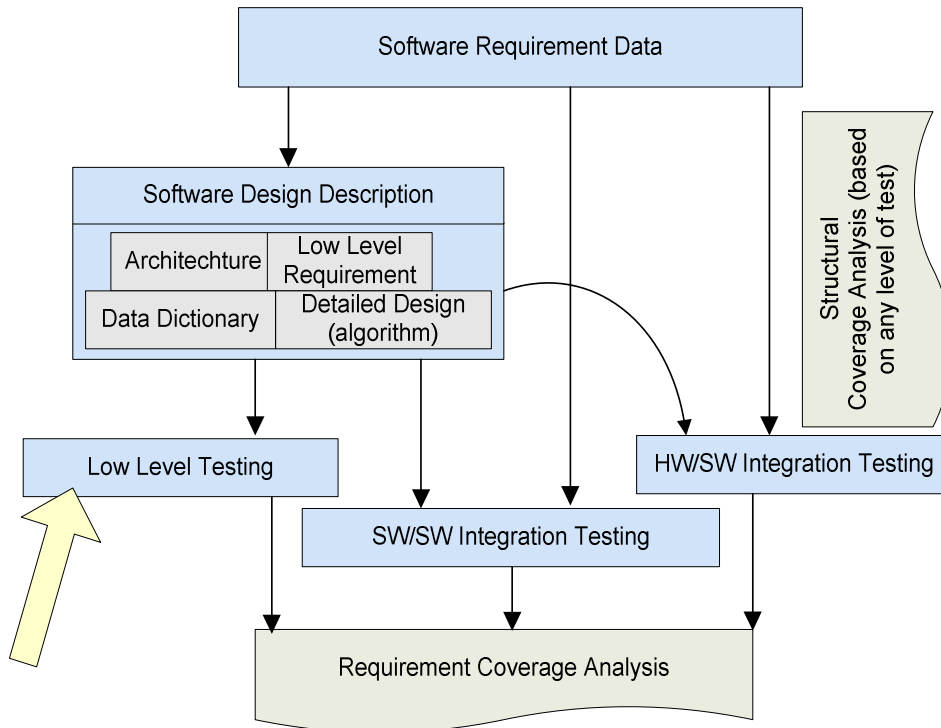 Software Requirement Data
Structural
Coverage Analysis (based
on any level of test)
Software Design Description
Architechture
Low Level
Requirement
Data Dictionary
Detailed Design
(algorithm)
Low Level Testing
HW/SW Integration Testing
SW/SW Integration Testing
Requirement Coverage Analysis